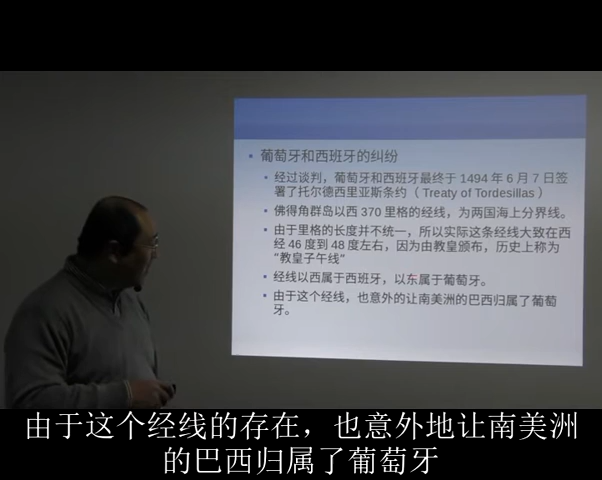 葡萄牙和西班牙的纠纷
经过谈判，葡萄牙和西班牙最终于 1494 年 6 月 7 日签
署了托尔德西里亚斯条约（ Treaty of Tordesillas ）
佛得角群岛以西 370 里格的经线，为两国海上分界线。
由于里格的长度并不统一，所以实际这条经线大致在西
经 46 度到 48 度左右，因为由教皇颁布，历史上称为
“教皇子午线”
经线以西属于西班牙，以东属于葡萄牙。
由于这个经线，也意外的让南美洲的巴西归属了葡萄
牙。
由于这个经线的存在，也意外地让南美洲
的巴西归属了葡萄牙